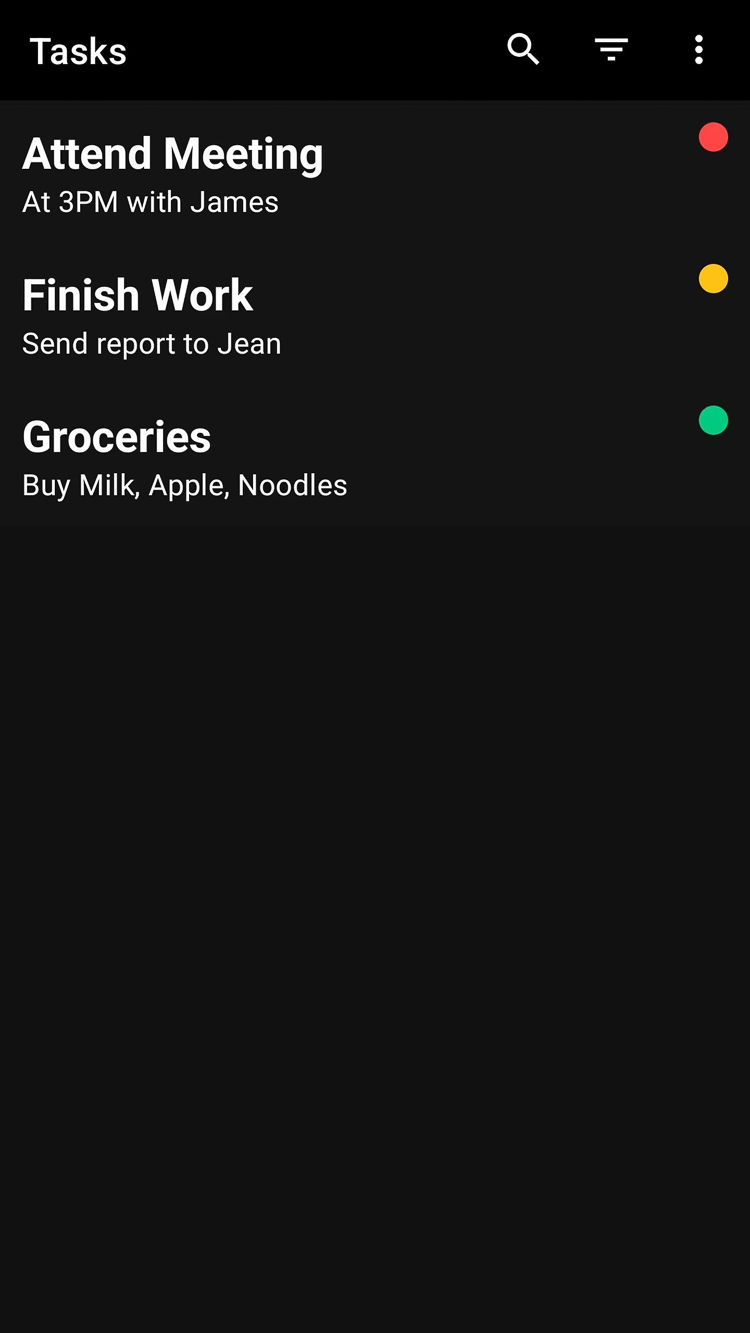 Tasks
Attend Meeting
At 3PM with James
Finish Work
Send report to Jean
Groceries
Buy Milk, Apple, Noodles